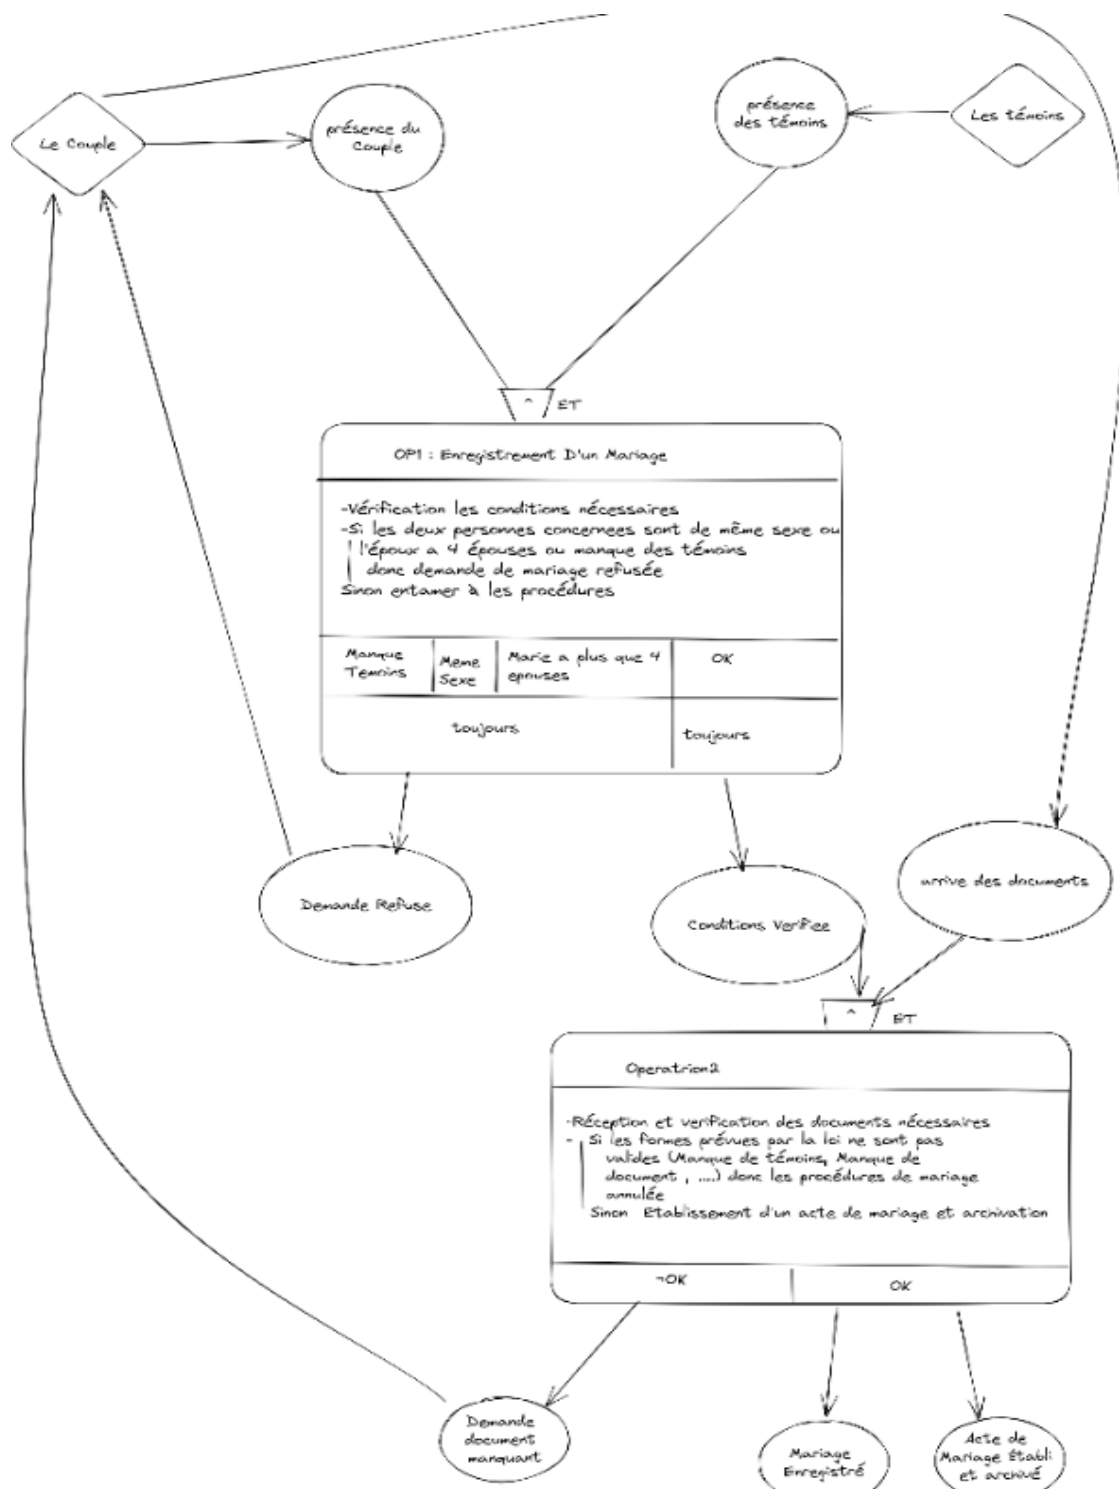 Le Couple
présence du
Couple
présence
des témoins
Les témoins
^
ET
OP1 : Enregistrement D'un Mariage
-Vérification les conditions nécessaires
-Si les deux personnes concernees sont de même sexe ou
l'époux a 4 épouses ou manque des témoins
donc demande de mariage refusée
Sinon entamer à les procédures
Manque
Temoins
Meme
Sexe
Marie a plus que 4
epouses
OK
toujours
toujours
Demande Refuse
Conditions Verifiee
arrive des documents
^
ET
Operatrion2
-Réception et verification des documents nécessaires
- Si les formes prévues par la loi ne sont pas
valides (Manque de témoins, Manque de
document , ....) donc les procédures de mariage
annulée
Sinon Etablissement d'un acte de mariage et archivation
¬OK
OK
Demande
document
manquant
Mariage
Enregistré
Acte de
Mariage établi
et archivé